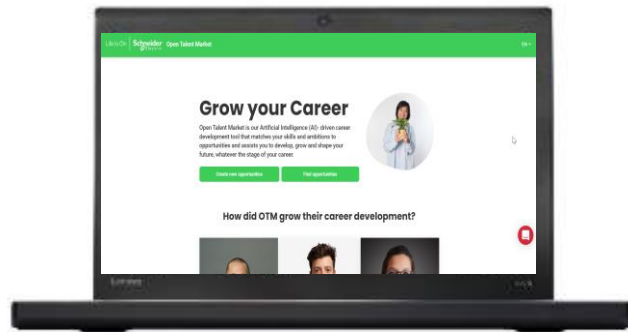 Life Is On Schneider Electric Open Talent Market
EN
Grow your Career
Open Talent Market is our Artificial Intelligence (AI)- driven career
development tool that matches your skills and ambitions to
opportunities and assists you to develop, grow and shape your
future, whatever the stage of your career.
Create new opportunities Find opportunities
How did OTM grow their career development?
Lenovo